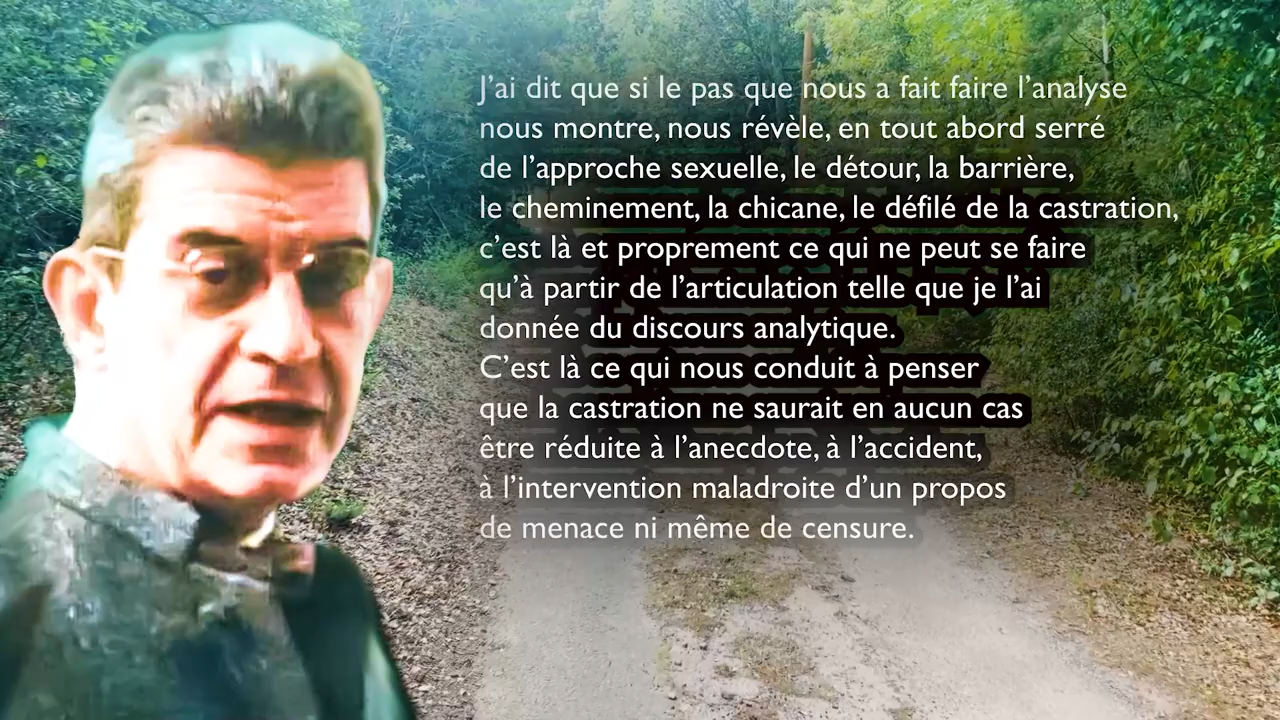 J’ai dit que si le pas que nous a fait faire l’analyse
nous montre, nous révèle, en tout abord serré
de l’approche sexuelle, le détour, la barrière,
le cheminement, la chicane, le défilé de la castration,
c’est là et proprement ce qui ne peut se faire
qu’à partir de l’articulation telle que je l’ai
donnée du discours analytique.
C’est là ce qui nous conduit à penser
que la castration ne saurait en aucun cas
être réduite à l’anecdote, à l’accident,
à l’intervention maladroite d’un propos
de menace ni même de censure.